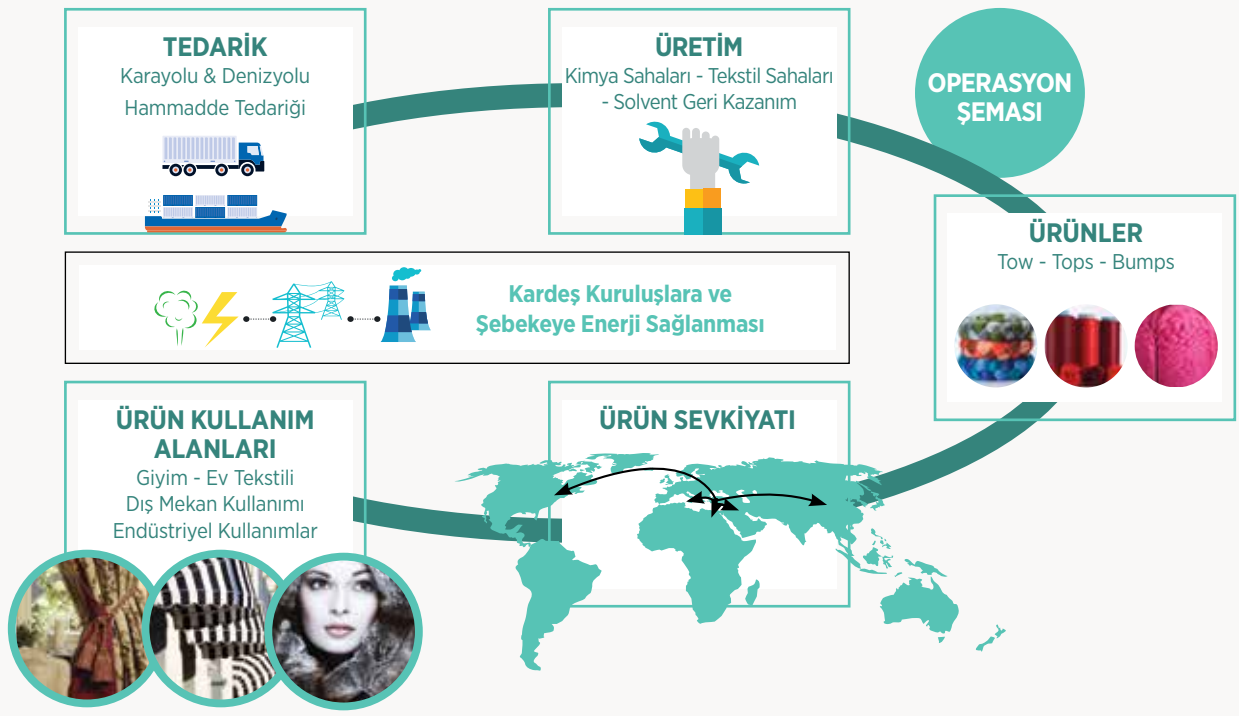 TEDARİK
Karayolu & Denizyolu
Hammadde Tedariği
ÜRETİM
Kimya Sahaları - Tekstil Sahaları
- Solvent Geri Kazanım
OPERASYON
ŞEMASI
ÜRÜNLER
Tow - Tops - Bumps
Kardeş Kuruluşlara ve
Şebekeye Enerji Sağlanması
ÜRÜN KULLANIM
ALANLARI
Giyim - Ev Tekstili
Dış Mekan Kullanımı
Endüstriyel Kullanımlar
ÜRÜN SEVKİYATI